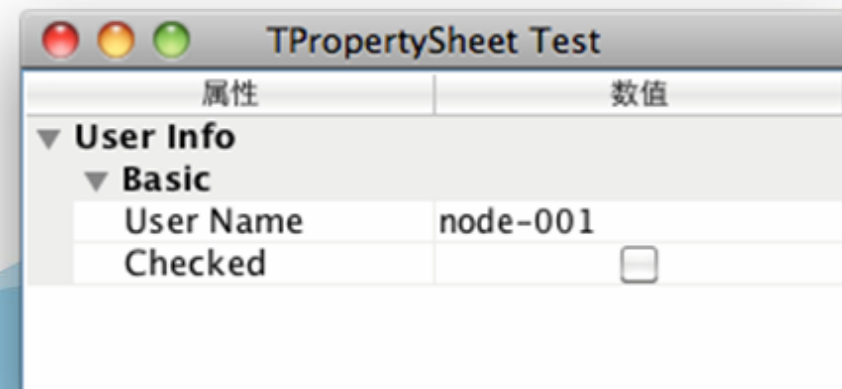 TPropertySheet Test
属性 数值
User Info
Basic
User Name node-001
Checked